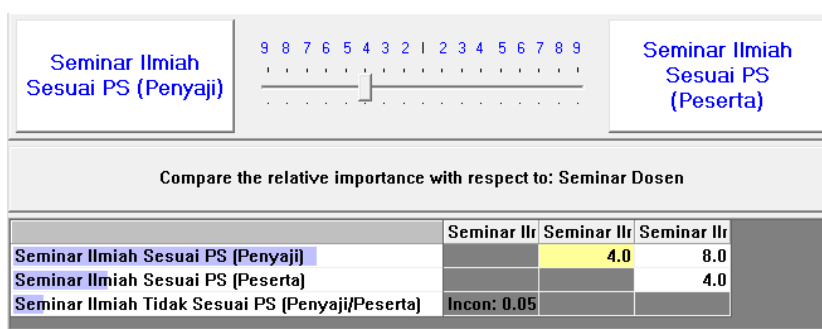 Seminar Ilmiah
Sesuai PS (Penyaji)
9 8 7 6 5 4 3 2 | 2 3 4 5 6 7 8 9
Seminar Ilmiah
Sesuai PS
(Peserta)
Compare the relative importance with respect to: Seminar Dosen
Seminar Ilr Seminar Ilr Seminar Ilr
Seminar Ilmiah Sesuai PS (Penyaji) 4.0 8.0
Seminar Ilmiah Sesuai PS (Peserta) 4.0
Seminar Ilmiah Tidak Sesuai PS (Penyaji/Peserta) Incon: 0.05